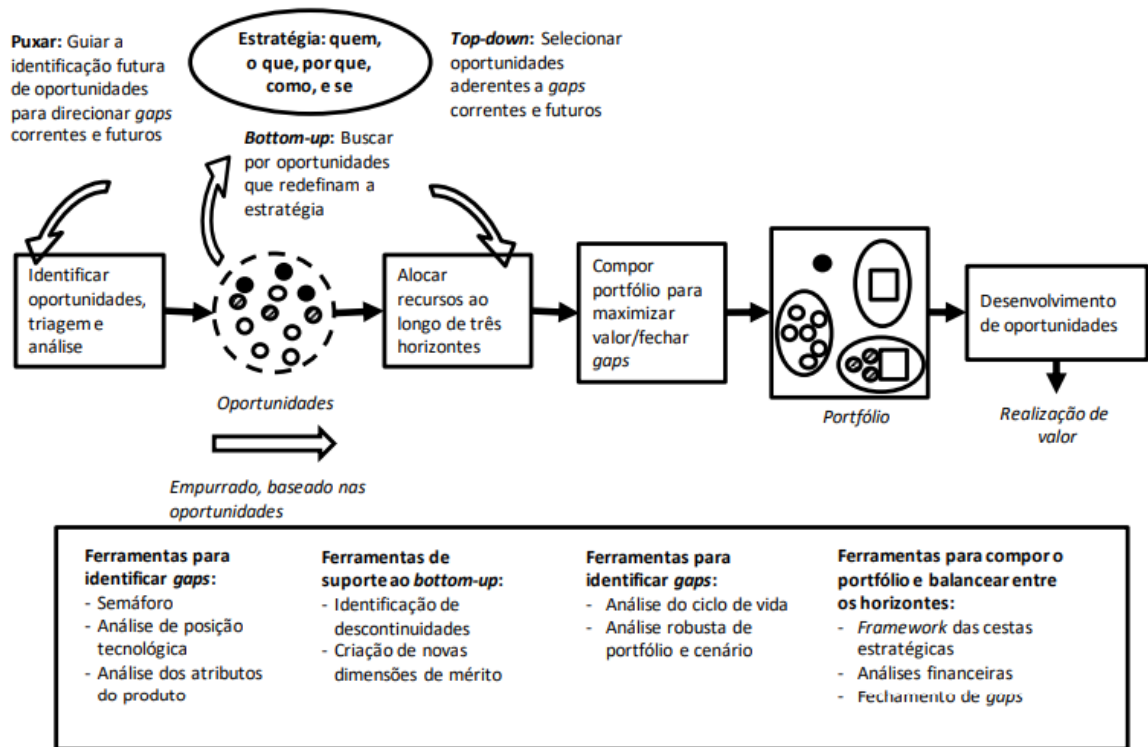 Puxar: Guiar a
identificação futura
de oportunidades
para direcionar gaps
correntes e futuros
Estratégia: quem,
o que, por que,
como, e se
Top-down: Selecionar
oportunidades
aderentes a gaps
correntes e futuros
Bottom-up: Buscar
por oportunidades
que redefinam a
estratégia
Identificar
oportunidades,
triagem e
análise
Oportunidades
Alocar
recursos ao
longo de três
horizontes
Compor
portfólio para
maximizar
valor/fechar
gaps
Portfólio
Desenvolvimento
de oportunidades
Realização de
valor
Empurrado, baseado nas
oportunidades
Ferramentas para
identificar gaps:
- Semáforo
- Análise de posição
tecnológica
- Análise dos atributos
do produto
Ferramentas de
suporte ao bottom-up:
- Identificação de
descontinuidades
- Criação de novas
dimensões de mérito
Ferramentas para
identificar gaps:
- Análise do ciclo de vida
- Análise robusta de
portfólio e cenário
Ferramentas para compor o
portfólio e balancear entre
os horizontes:
- Framework das cestas
estratégicas
- Análises financeiras
- Fechamento de gaps